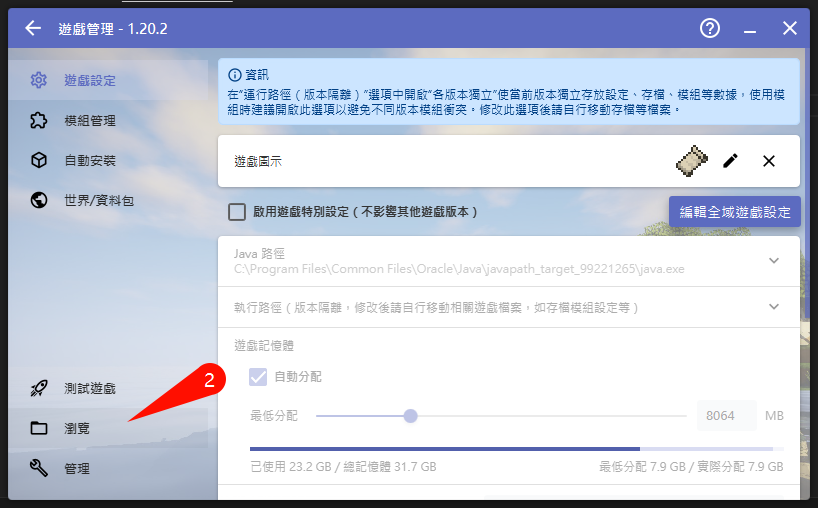 遊戲管理 - 1.20.2
遊戲設定
模組管理
自動安裝
世界/資料包
測試遊戲
瀏覽
管理
2
資訊
在"運行路徑（版本隔離）"選項中開啟"各版本獨立"使當前版本獨立存放設定、存檔、模組等數據，使用模
組時建議開啟此選項以避免不同版本模組衝突。修改此選項後請自行移動存檔等檔案。
遊戲圖示
啟用遊戲特別設定（不影響其他遊戲版本）
編輯全域遊戲設定
Java 路徑
C:\Program Files\Common Files\Oracle\Java\javapath_target_99221265\java.exe
執行路徑（版本隔離，修改後請自行移動相關遊戲檔案，如存檔模組設定等）
遊戲記憶體
自動分配
最低分配
8064 MB
已使用 23.2 GB / 總記憶體 31.7 GB
最低分配 7.9 GB / 實際分配 7.9 GB